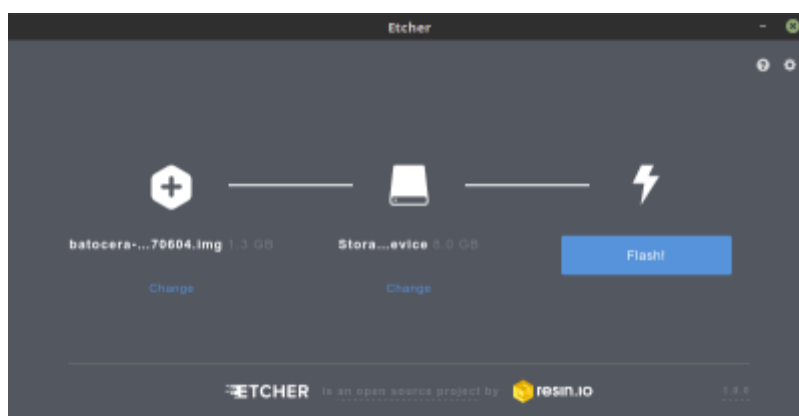 Etcher
batocera-...70604.img 1.3 GB
Stora...evice 8.0 GB
Flash!
Change
Change
ETCHER is an open source project by resin.io